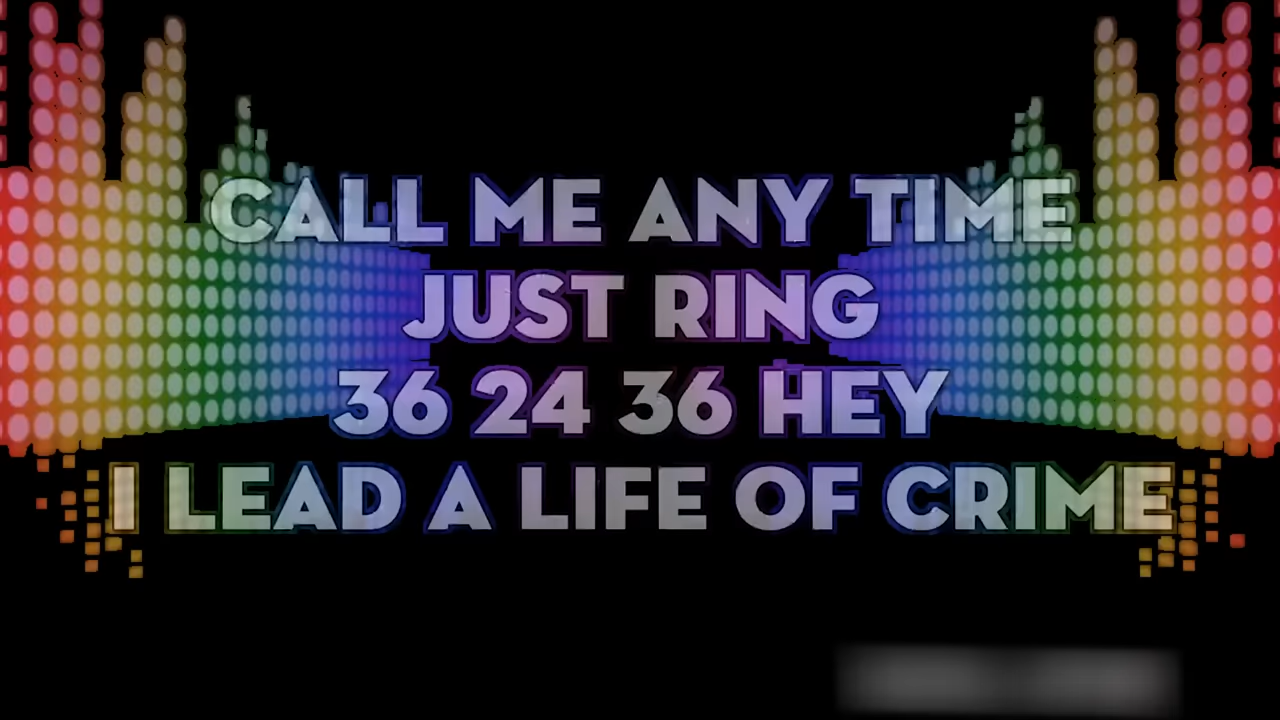 CALL ME ANY TIME
JUST RING
36 24 36 HEY
I LEAD A LIFE OF CRIME